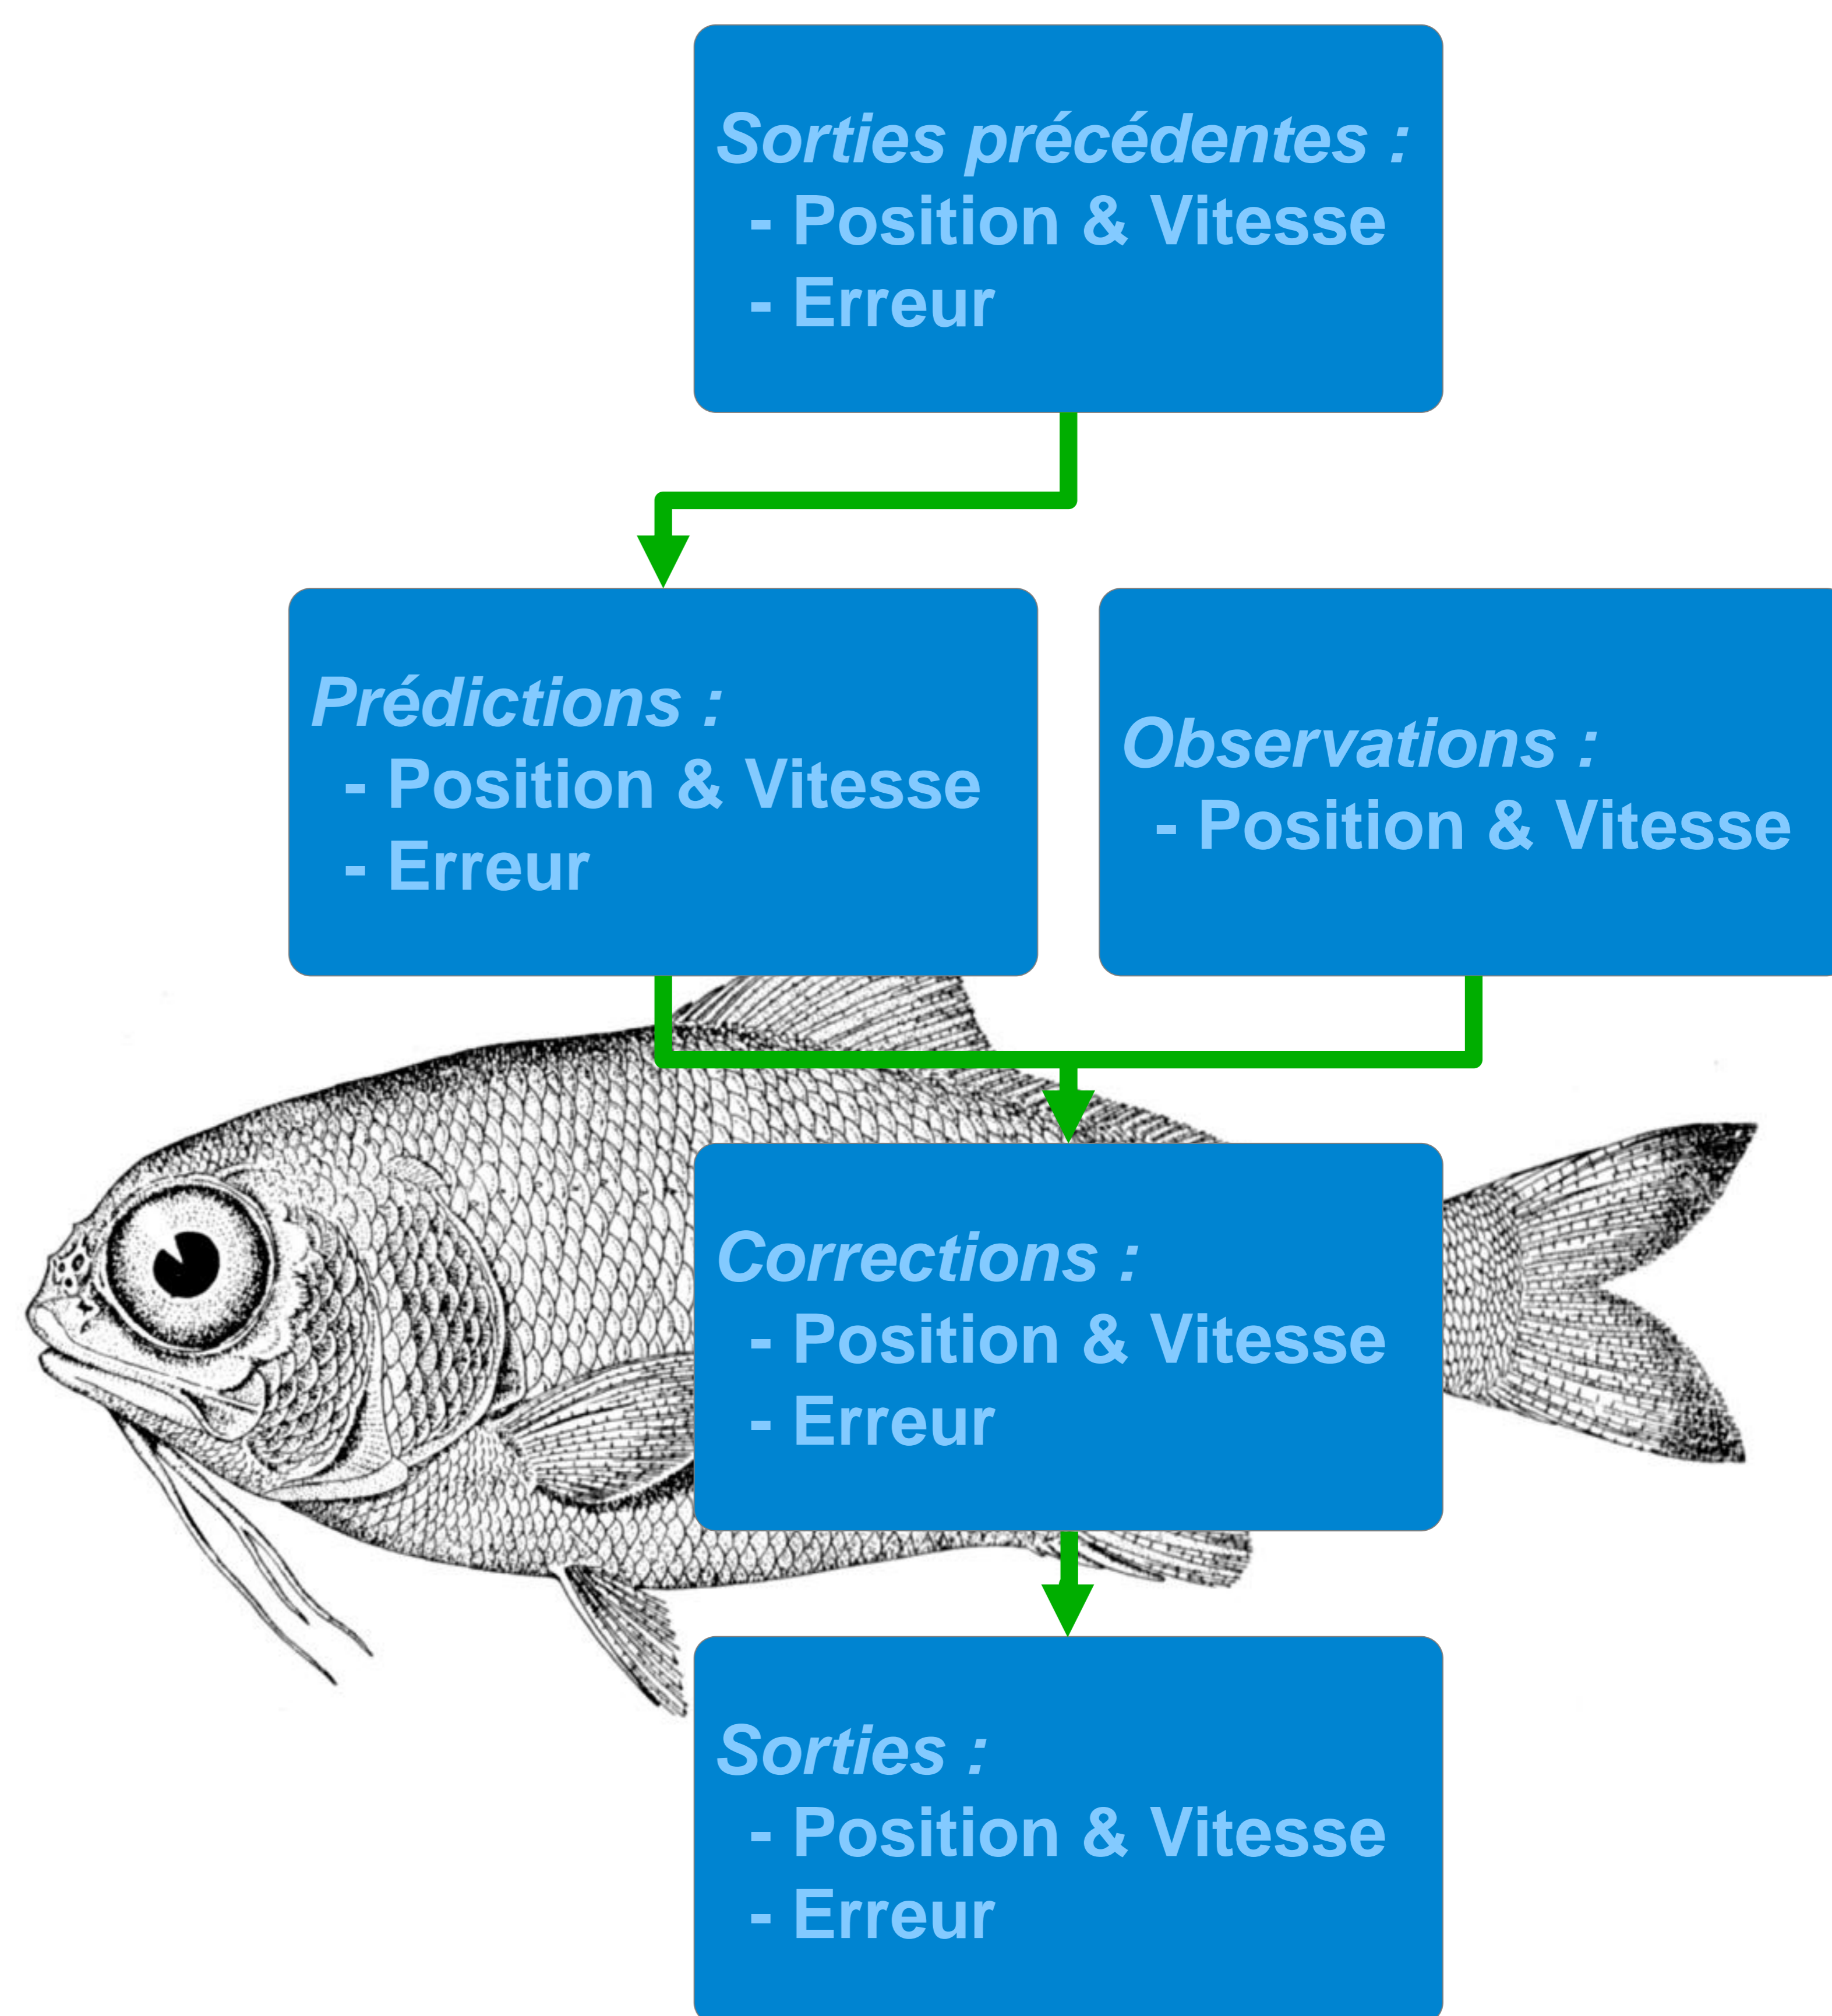 Sorties précédentes :
- Position & Vitesse
- Erreur
Prédictions :
- Position & Vitesse
- Erreur
Observations :
- Position & Vitesse
Corrections :
- Position & Vitesse
- Erreur
Sorties :
- Position & Vitesse
- Erreur